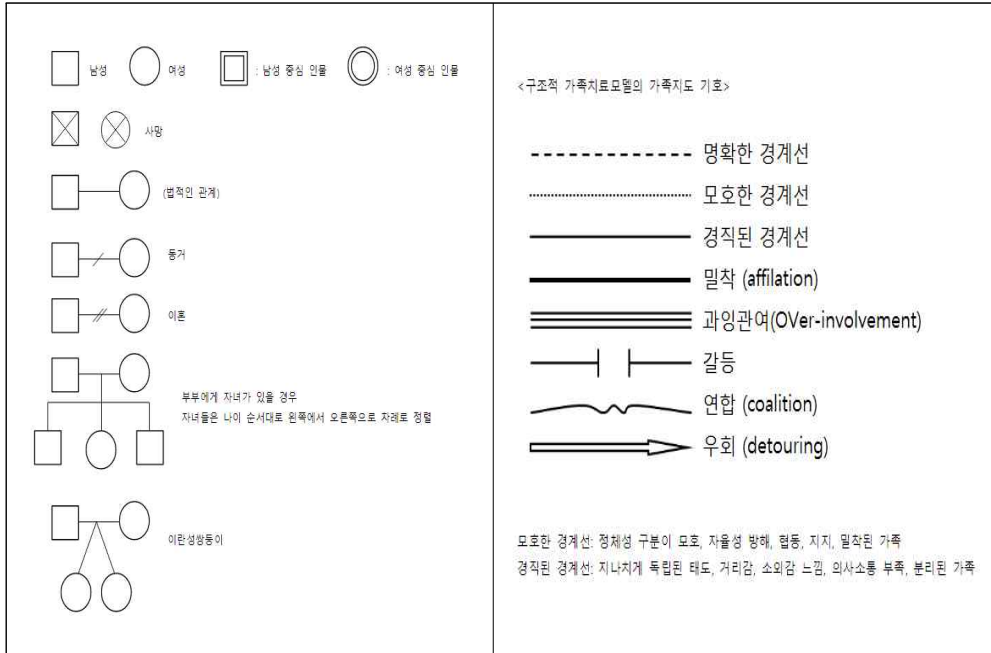 남성 여성 : 남성 중심 인물 : 여성 중심 인물
사망
(법적인 관계)
동거
이혼
부부에게 자녀가 있을 경우
자녀들은 나이 순서대로 왼쪽에서 오른쪽으로 차례로 정렬
이란성쌍둥이
<구조적 가족치료모델의 가족지도 기호>
명확한 경계선
모호한 경계선
경직된 경계선
밀착 (affilation)
과잉관여(OVer-involvement)
갈등
연합 (coalition)
우회 (detouring)
모호한 경계선: 정체성 구분이 모호, 자율성 방해, 협동, 지지, 밀착된 가족
경직된 경계선: 지나치게 독립된 태도, 거리감, 소외감 느낌, 의사소통 부족, 분리된 가족